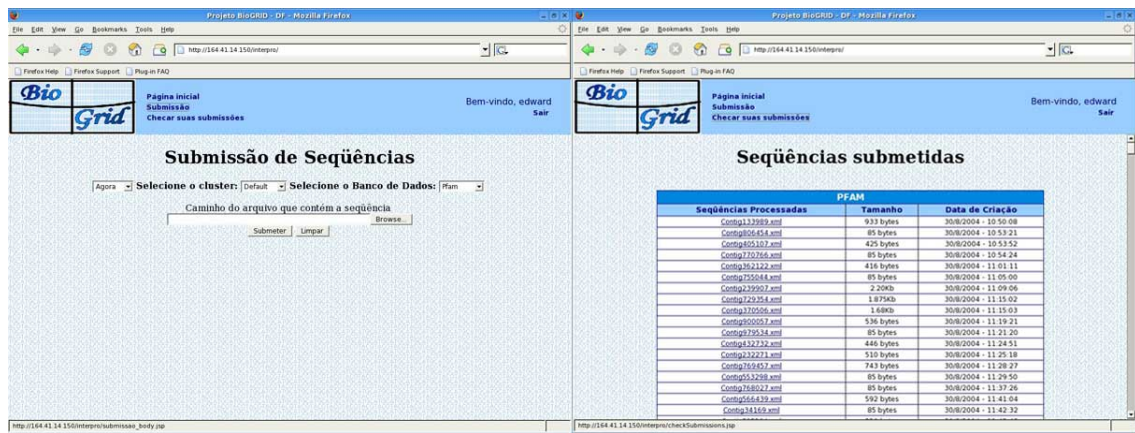 Projeto BioGRID - DF - Mozilla Firefox
File Edit View Go Bookmarks Tools Help
http://164.41.14.150/interpro/
Firefox Help Firefox Support Plug-in FAQ
Bio Grid
Página inicial
Submissão
Checar suas submissões
Bem-vindo, edward
Sair
Submissão de Seqüências
Agora Selecione o cluster: Default Selecione o Banco de Dados: Pfam
Caminho do arquivo que contém a seqüência
Browse...
Submeter Limpar
http://164.41.14.150/interpro/submissao_body.jsp
Projeto BioGRID - DF - Mozilla Firefox
File Edit View Go Bookmarks Tools Help
http://164.41.14.150/interpro/
Firefox Help Firefox Support Plug-in FAQ
Bio Grid
Página inicial
Submissão
Checar suas submissões
Bem-vindo, edward
Sair
Seqüências submetidas
PFAM
Seqüências Processadas Tamanho Data de Criação
Contig133989.xml 933 bytes 30/8/2004 - 10:50:08
Contig806454.xml 85 bytes 30/8/2004 - 10:53:21
Contig405107.xml 425 bytes 30/8/2004 - 10:53:52
Contig770766.xml 85 bytes 30/8/2004 - 10:54:24
Contig362122.xml 416 bytes 30/8/2004 - 11:01:11
Contig755044.xml 85 bytes 30/8/2004 - 11:05:00
Contig239907.xml 2.20Kb 30/8/2004 - 11:09:06
Contig729354.xml 1.875Kb 30/8/2004 - 11:15:02
Contig370506.xml 1.68Kb 30/8/2004 - 11:15:03
Contig900057.xml 536 bytes 30/8/2004 - 11:19:21
Contig979534.xml 85 bytes 30/8/2004 - 11:21:20
Contig432732.xml 446 bytes 30/8/2004 - 11:24:51
Contig232271.xml 510 bytes 30/8/2004 - 11:25:18
Contig769457.xml 743 bytes 30/8/2004 - 11:28:27
Contig553298.xml 85 bytes 30/8/2004 - 11:29:50
Contig768027.xml 85 bytes 30/8/2004 - 11:37:26
Contig566439.xml 592 bytes 30/8/2004 - 11:41:04
Contig34169.xml 85 bytes 30/8/2004 - 11:42:32
http://164.41.14.150/interpro/checkSubmissions.jsp